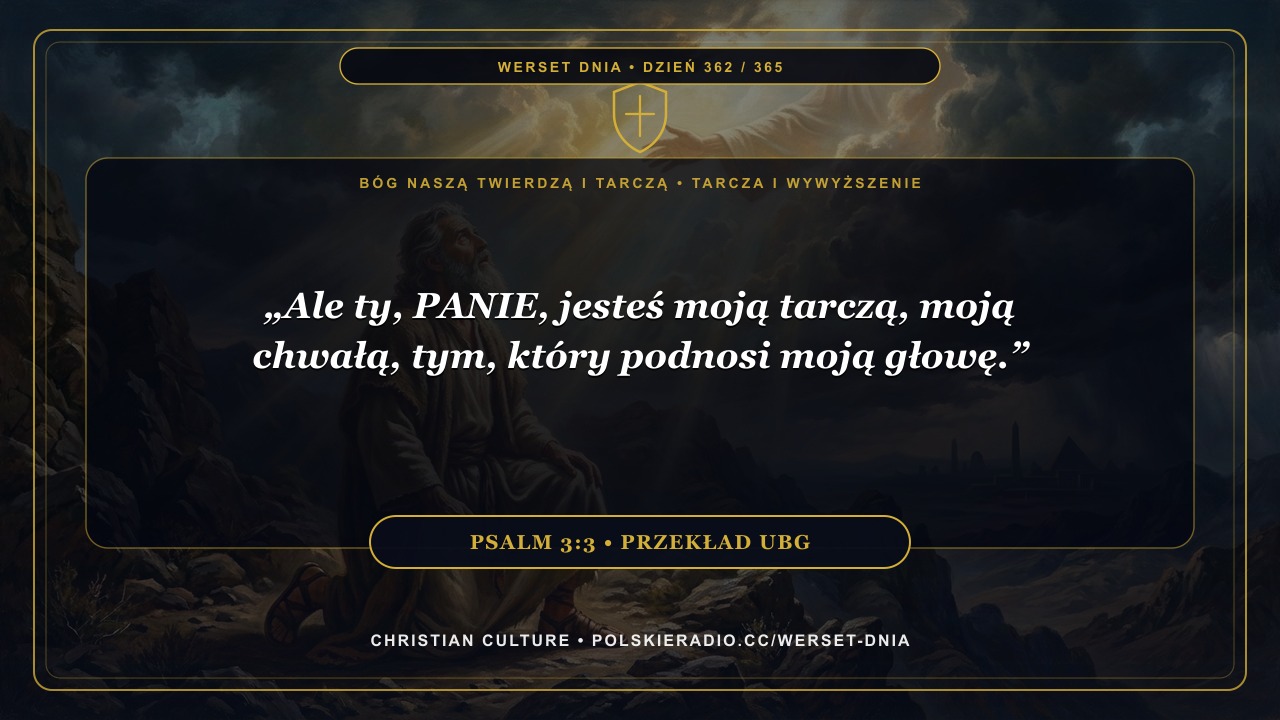 WERSET DNIA • DZIEŃ 362 / 365
BÓG NASZĄ TWIERDZĄ I TARCZĄ • TARCZA I WYWYŻSZENIE
„Ale ty, PANIE, jesteś moją tarczą, moją
chwałą, tym, który podnosi moją głowę.”
PSALM 3:3 • PRZEKŁAD UBG
CHRISTIAN CULTURE • POLSKIERADIO.CC/WERSET-DNIA